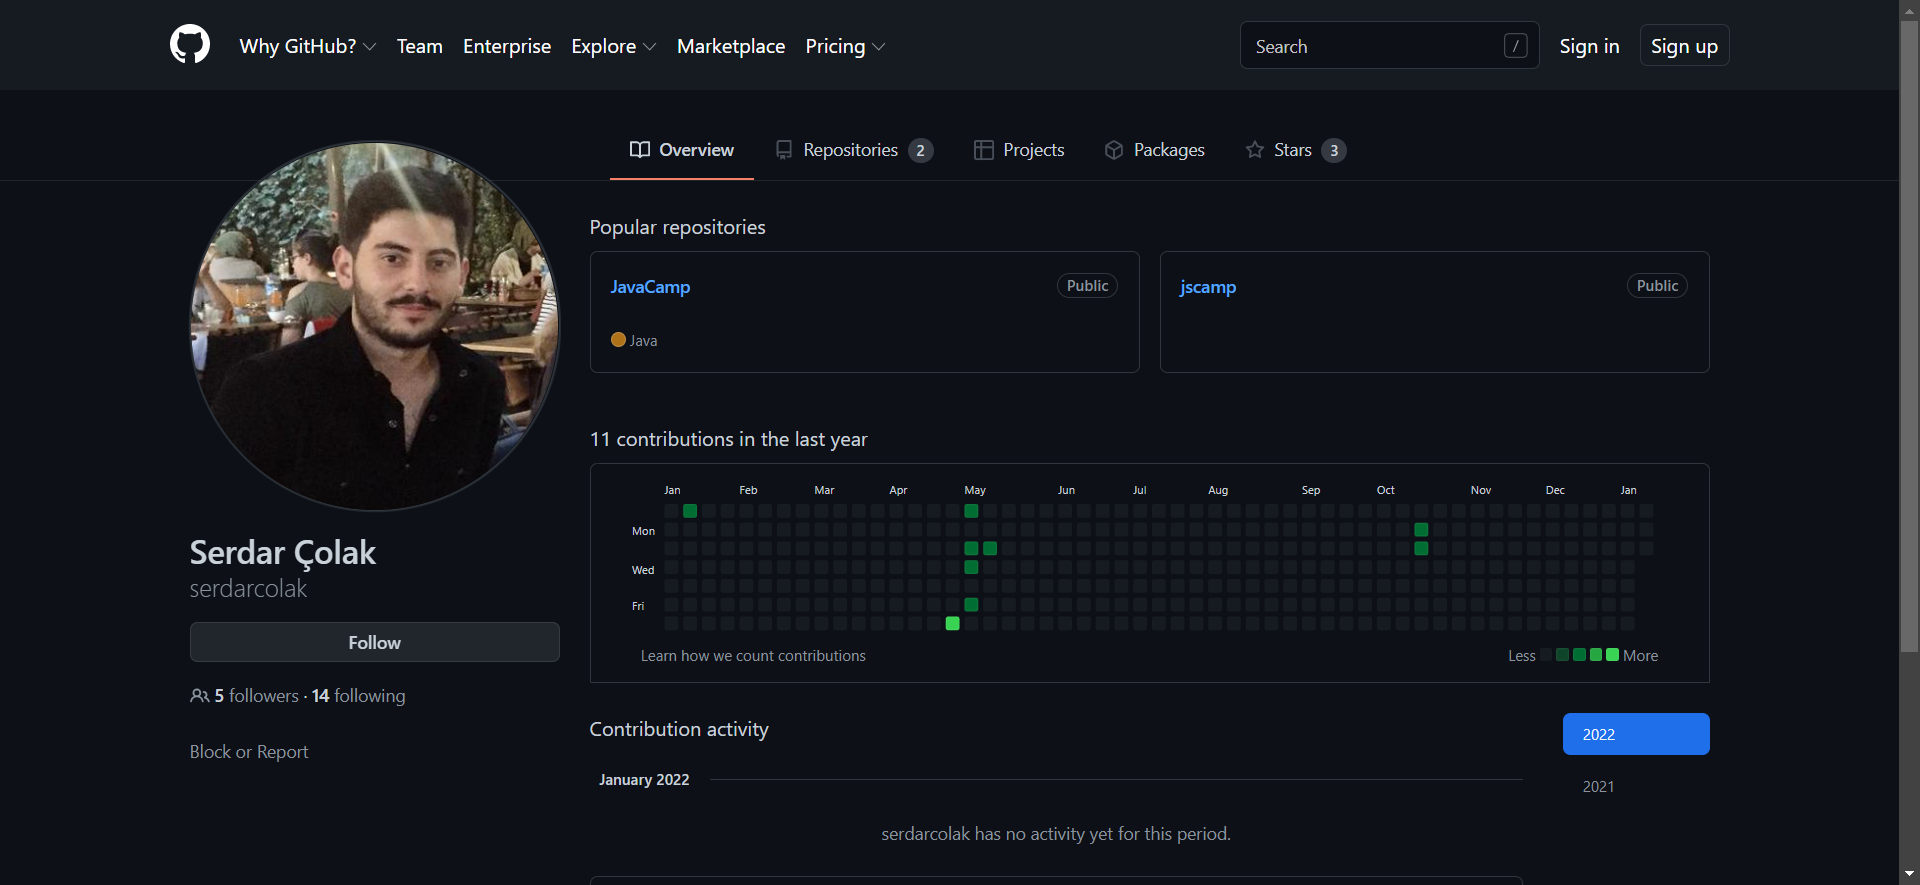 Why GitHub? Team Enterprise Explore Marketplace Pricing Search / Sign in Sign up
Overview Repositories 2 Projects Packages Stars 3
Serdar Çolak
serdarcolak
Follow
5 followers · 14 following
Block or Report
Popular repositories
JavaCamp Public
Java
jscamp Public
11 contributions in the last year
Jan Feb Mar Apr May Jun Jul Aug Sep Oct Nov Dec Jan
Mon
Wed
Fri
Learn how we count contributions Less More
Contribution activity
2022
2021
January 2022
serdarcolak has no activity yet for this period.